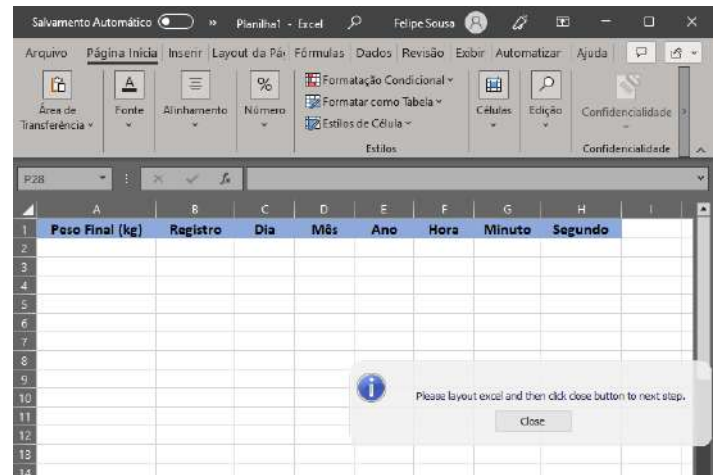 Salvamento Automático » Planilha1 - Excel Felipe Sousa
Arquivo Página Inicia Inserir Layout da Pá Fórmulas Dados Revisão Exibir Automatizar Ajuda
Área de Transferência Fonte Alinhamento Número
Formatação Condicional
Formatar como Tabela
Estilos de Célula
Estilos
Células Edição Confidencialidade
Confidencialidade
P28 fx
A B C D E F G H I
1 Peso Final (kg) Registro Dia Mês Ano Hora Minuto Segundo
2
3
4
5
6
7
8
9
10
11
12
13
14
Please layout excel and then click close button to next step.
Close